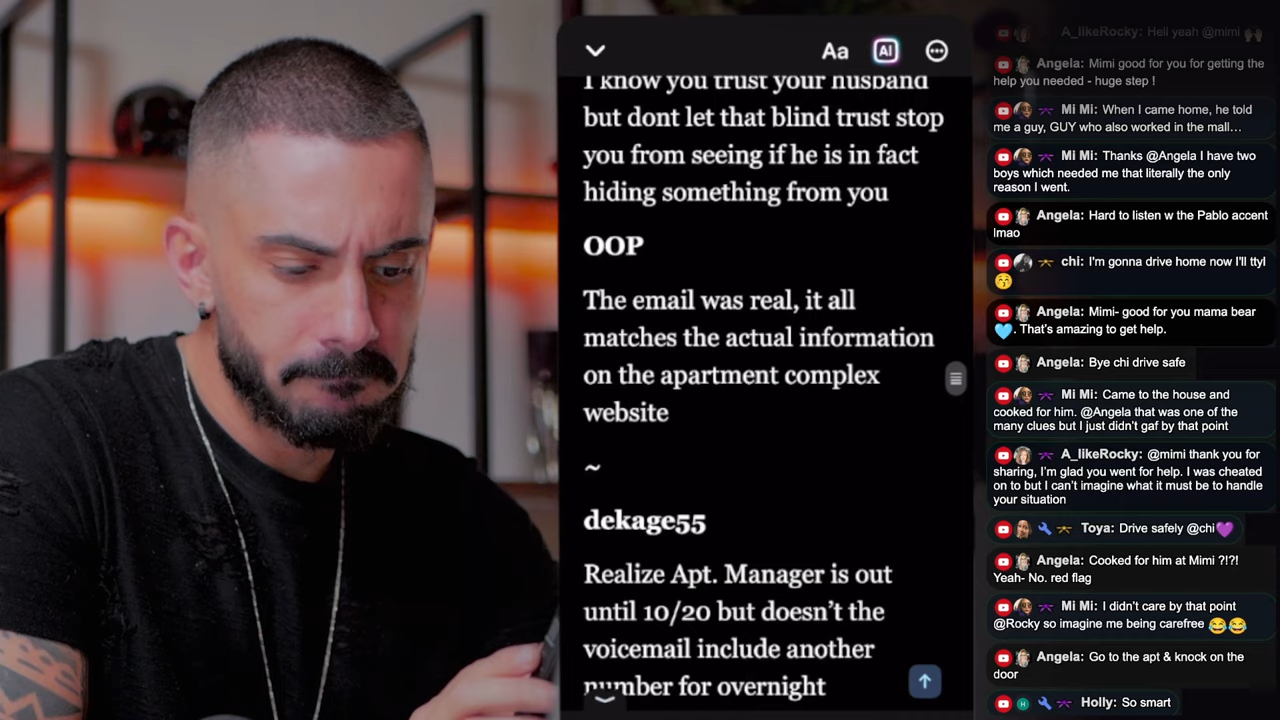 Aa
AI
I know you trust your husband
but dont let that blind trust stop
you from seeing if he is in fact
hiding something from you
OOP
The email was real, it all
matches the actual information
on the apartment complex
website
~
dekage55
Realize Apt. Manager is out
until 10/20 but doesn’t the
voicemail include another
number for overnight
A_likeRocky: Hell yeah @mimi
Angela: Mimi good for you for getting the
help you needed - huge step !
Mi Mi: When I came home, he told
me a guy, GUY who also worked in the mall…
Mi Mi: Thanks @Angela I have two
boys which needed me that literally the only
reason I went.
Angela: Hard to listen w the Pablo accent
lmao
chi: I'm gonna drive home now I'll ttyl
Angela: Mimi- good for you mama bear
. That's amazing to get help.
Angela: Bye chi drive safe
Mi Mi: Came to the house and
cooked for him. @Angela that was one of the
many clues but I just didn't gaf by that point
A_likeRocky: @mimi thank you for
sharing, I'm glad you went for help. I was cheated
on to but I can't imagine what it must be to handle
your situation
Toya: Drive safely @chi
Angela: Cooked for him at Mimi ?!?!
Yeah- No. red flag
Mi Mi: I didn't care by that point
@Rocky so imagine me being carefree
Angela: Go to the apt & knock on the
door
H
Holly: So smart